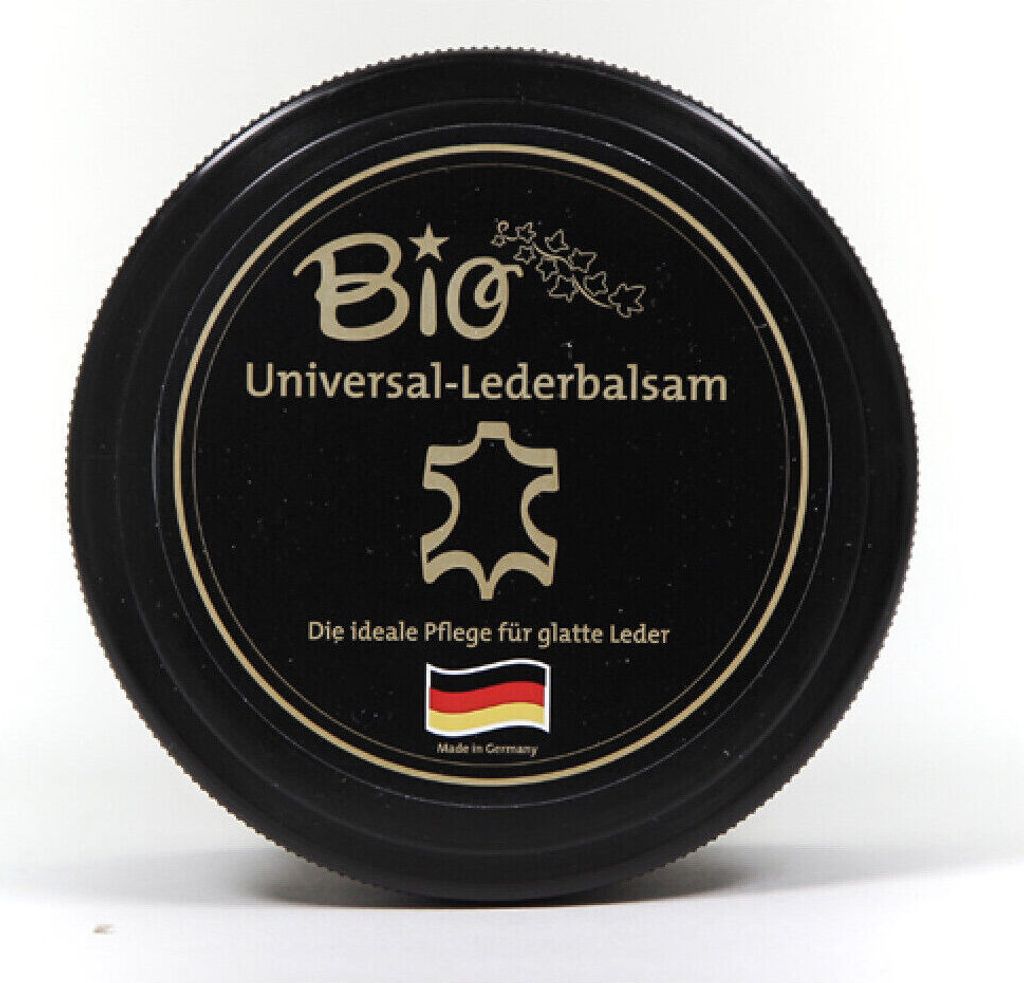 Bio
Universal-Lederbalsam
Die ideale Pflege für glatte Leder
Made in Germany